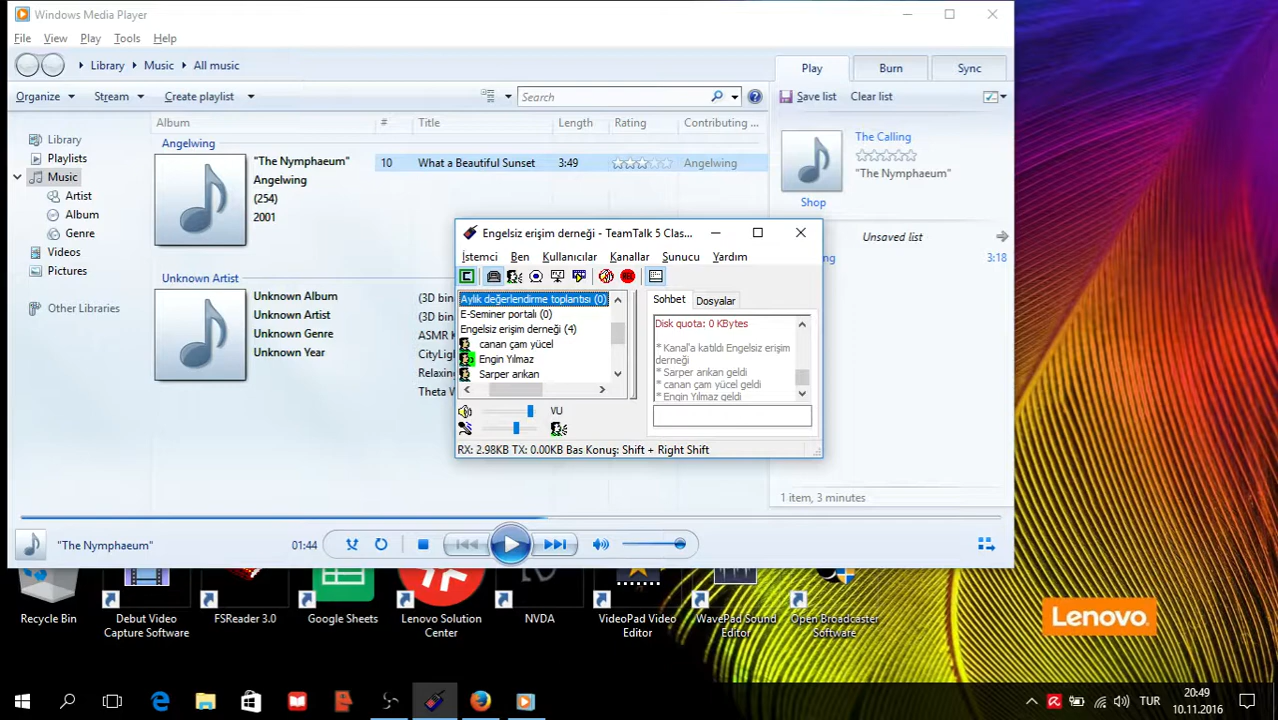 Windows Media Player
File View Play Tools Help
Library Music All music
Play Burn Sync
Organize Stream Create playlist
Search
Save list Clear list
Album # Title Length Rating Contributing ...
Library
Playlists
Music
Artist
Album
Genre
Videos
Pictures
Other Libraries
Angelwing
"The Nymphaeum"
Angelwing
(254)
2001
10 What a Beautiful Sunset 3:49 Angelwing
Unknown Artist
Unknown Album
Unknown Artist
Unknown Genre
Unknown Year
(3D bin
(3D bin
ASMR K
CityLigh
Relaxing
Theta W
The Calling
"The Nymphaeum"
Shop
Unsaved list
3:18
1 item, 3 minutes
Engelsiz erişim derneği - TeamTalk 5 Clas...
İstemci Ben Kullanıcılar Kanallar Sunucu Yardım
Aylık değerlendirme toplantısı (0)
E-Seminer portalı (0)
Engelsiz erişim derneği (4)
canan çam yücel
Engin Yılmaz
Sarper arıkan
Sohbet Dosyalar
Disk quota: 0 KBytes
* Kanal'a katıldı Engelsiz erişim
derneği
* Sarper arıkan geldi
* canan çam yücel geldi
* Engin Yılmaz geldi
VU
RX: 2.98KB TX: 0.00KB Bas Konuş: Shift + Right Shift
"The Nymphaeum"
01:44
Recycle Bin
Debut Video
Capture Software
FSReader 3.0
Google Sheets
Lenovo Solution
Center
NVDA
VideoPad Video
Editor
WavePad Sound
Editor
Open Broadcaster
Software
Lenovo
TUR
20:49
10.11.2016